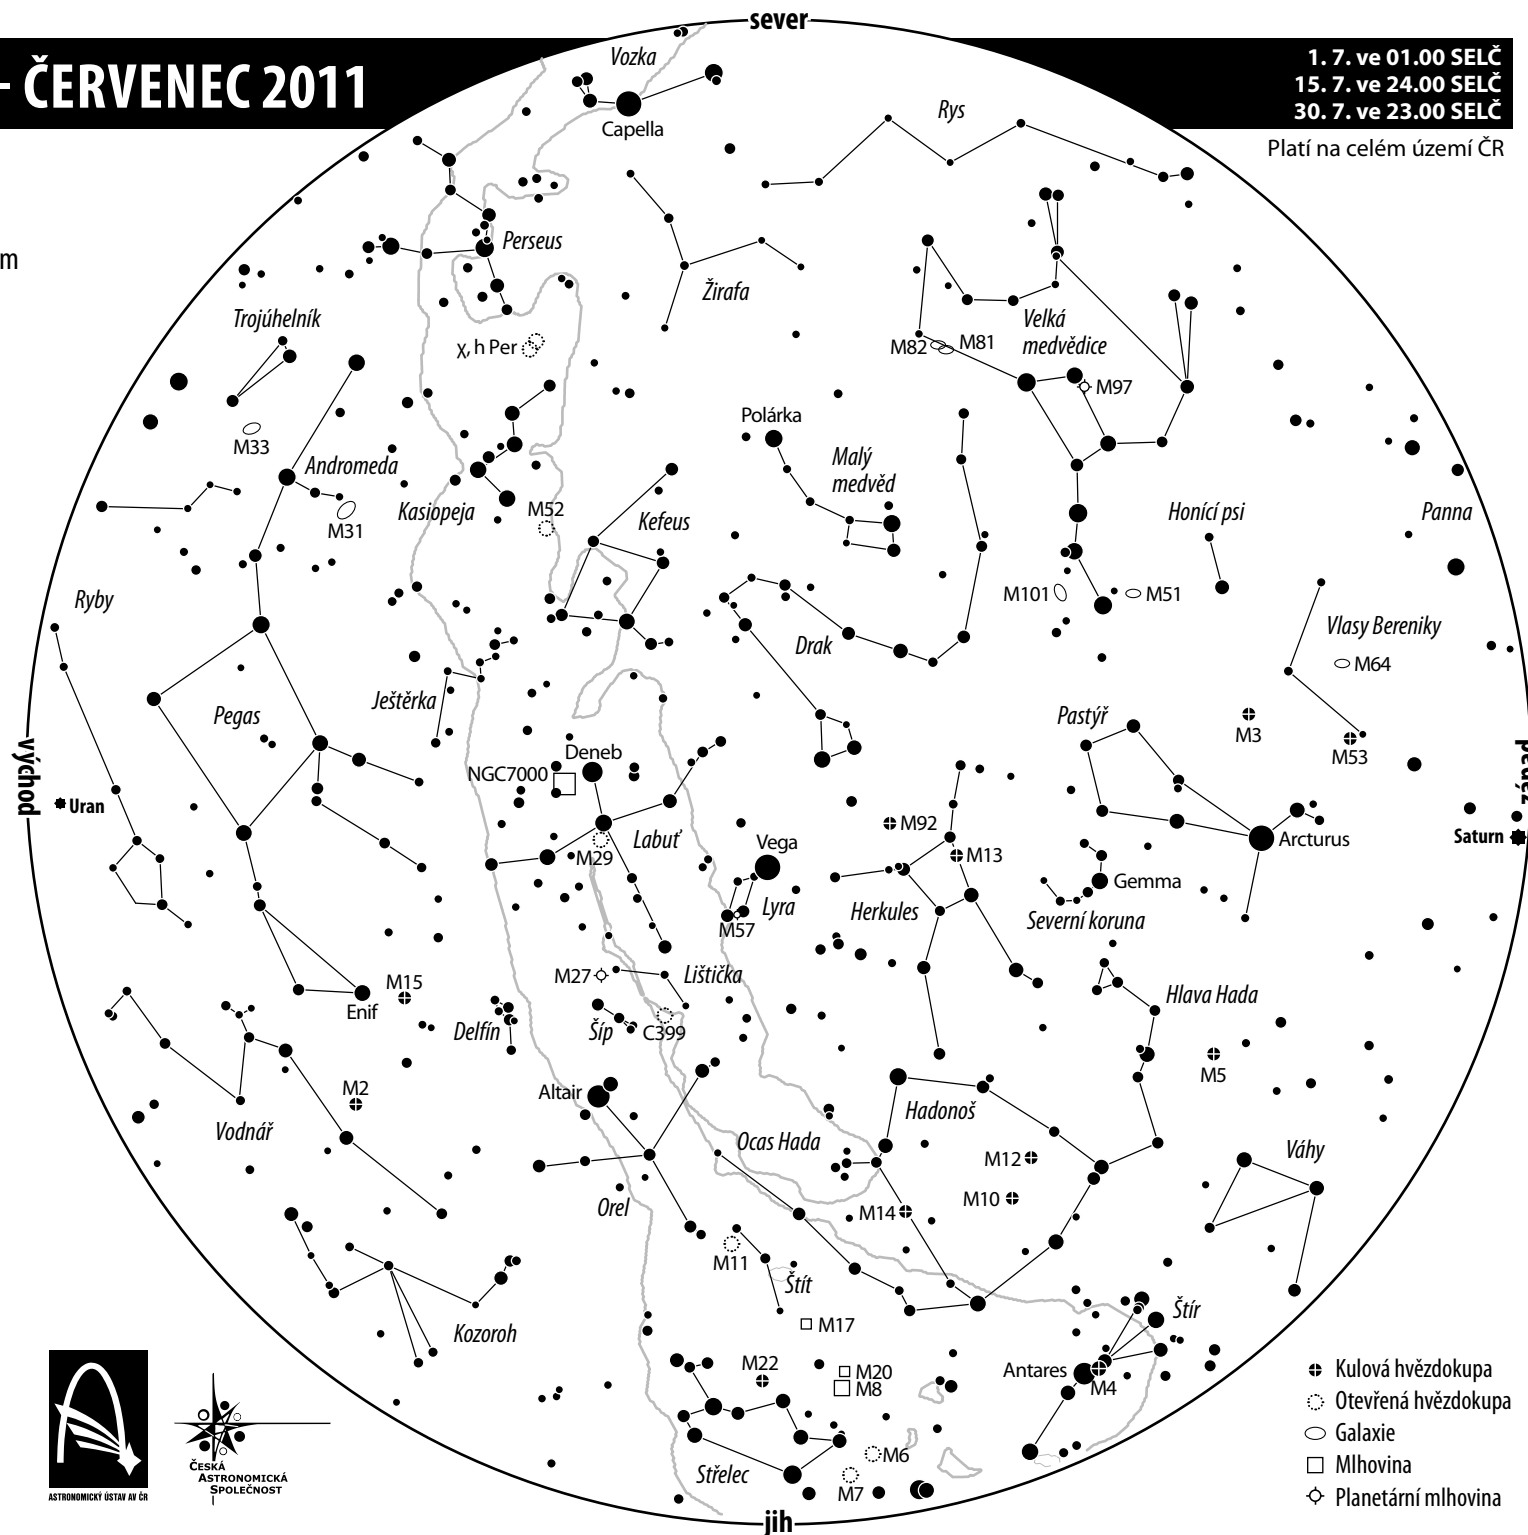 sever
- ČERVENEC 2011
1. 7. ve 01.00 SELČ
15. 7. ve 24.00 SELČ
30. 7. ve 23.00 SELČ
Platí na celém území ČR
m
Vozka
Capella
Rys
Perseus
Žirafa
Trojúhelník
χ, h Per
Velká
medvědice
M82
M81
M97
M33
Polárka
Andromeda
Malý
medvěd
M31
Kasiopeja
M52
Kefeus
Honící psi
Panna
M101
M51
Ryby
Drak
Vlasy Bereniky
M64
Ještěrka
Pegas
Pastýř
M3
M53
východ
Deneb
NGC7000
Uran
Labuť
M29
Vega
M92
M13
Arcturus
Saturn
Gemma
Lyra
M57
Herkules
Severní koruna
M15
Enif
M27
Lištička
Hlava Hada
Delfín
Šíp
C399
M5
Altair
M2
Hadonoš
Vodnář
Ocas Hada
M12
Váhy
M10
Orel
M14
M11
Štít
Štír
Kozoroh
M17
M22
M20
M8
Antares
M4
Střelec
M6
M7
jih
Kulová hvězdokupa
Otevřená hvězdokupa
Galaxie
Mlhovina
Planetární mlhovina
ASTRONOMICKÝ ÚSTAV AV ČR
ČESKÁ
ASTRONOMICKÁ
SPOLEČNOST